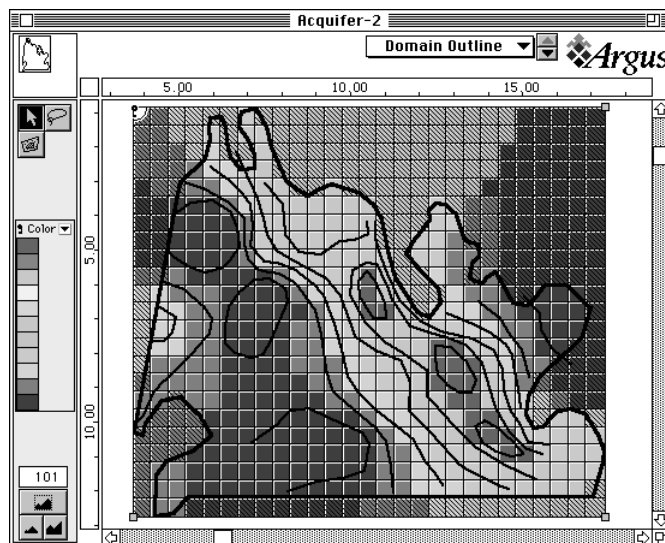 Acquifer-2
Domain Outline
Argus
5.00 10.00 15.00
5.00
Color
10.00
101